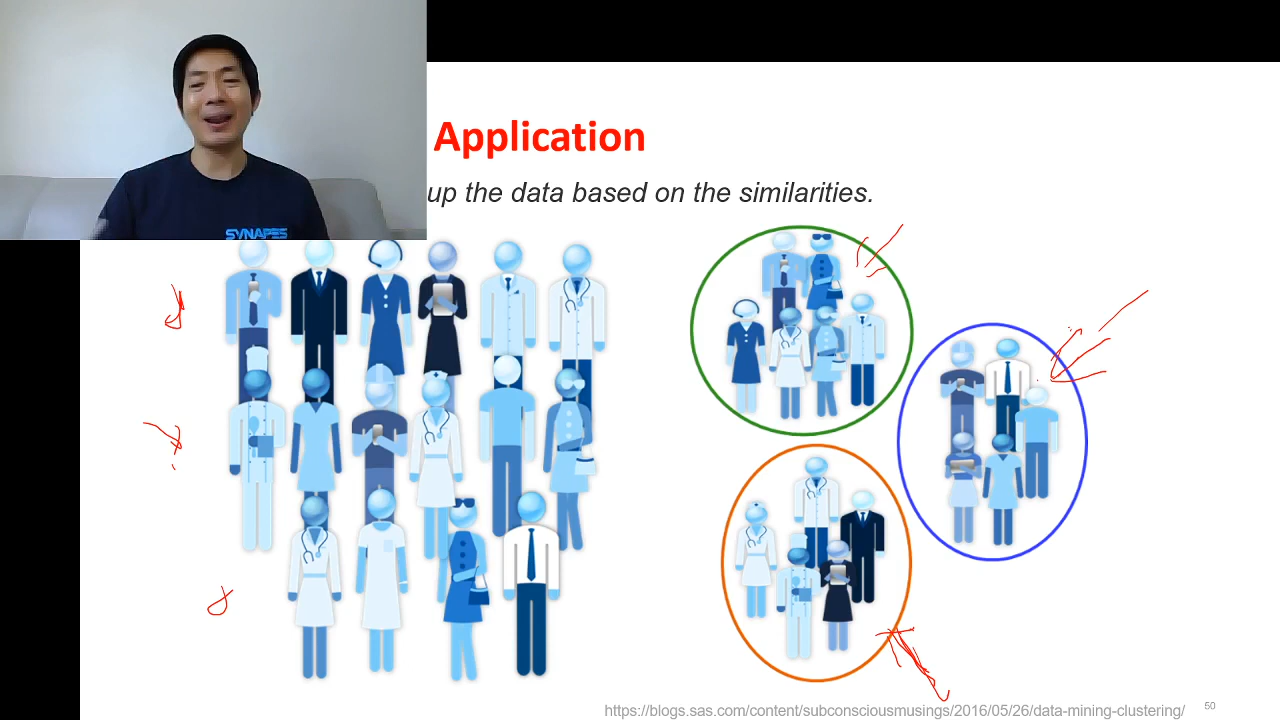 Application
up the data based on the similarities.
SYNAPES
https://blogs.sas.com/content/subconsciousmusings/2016/05/26/data-mining-clustering/
50